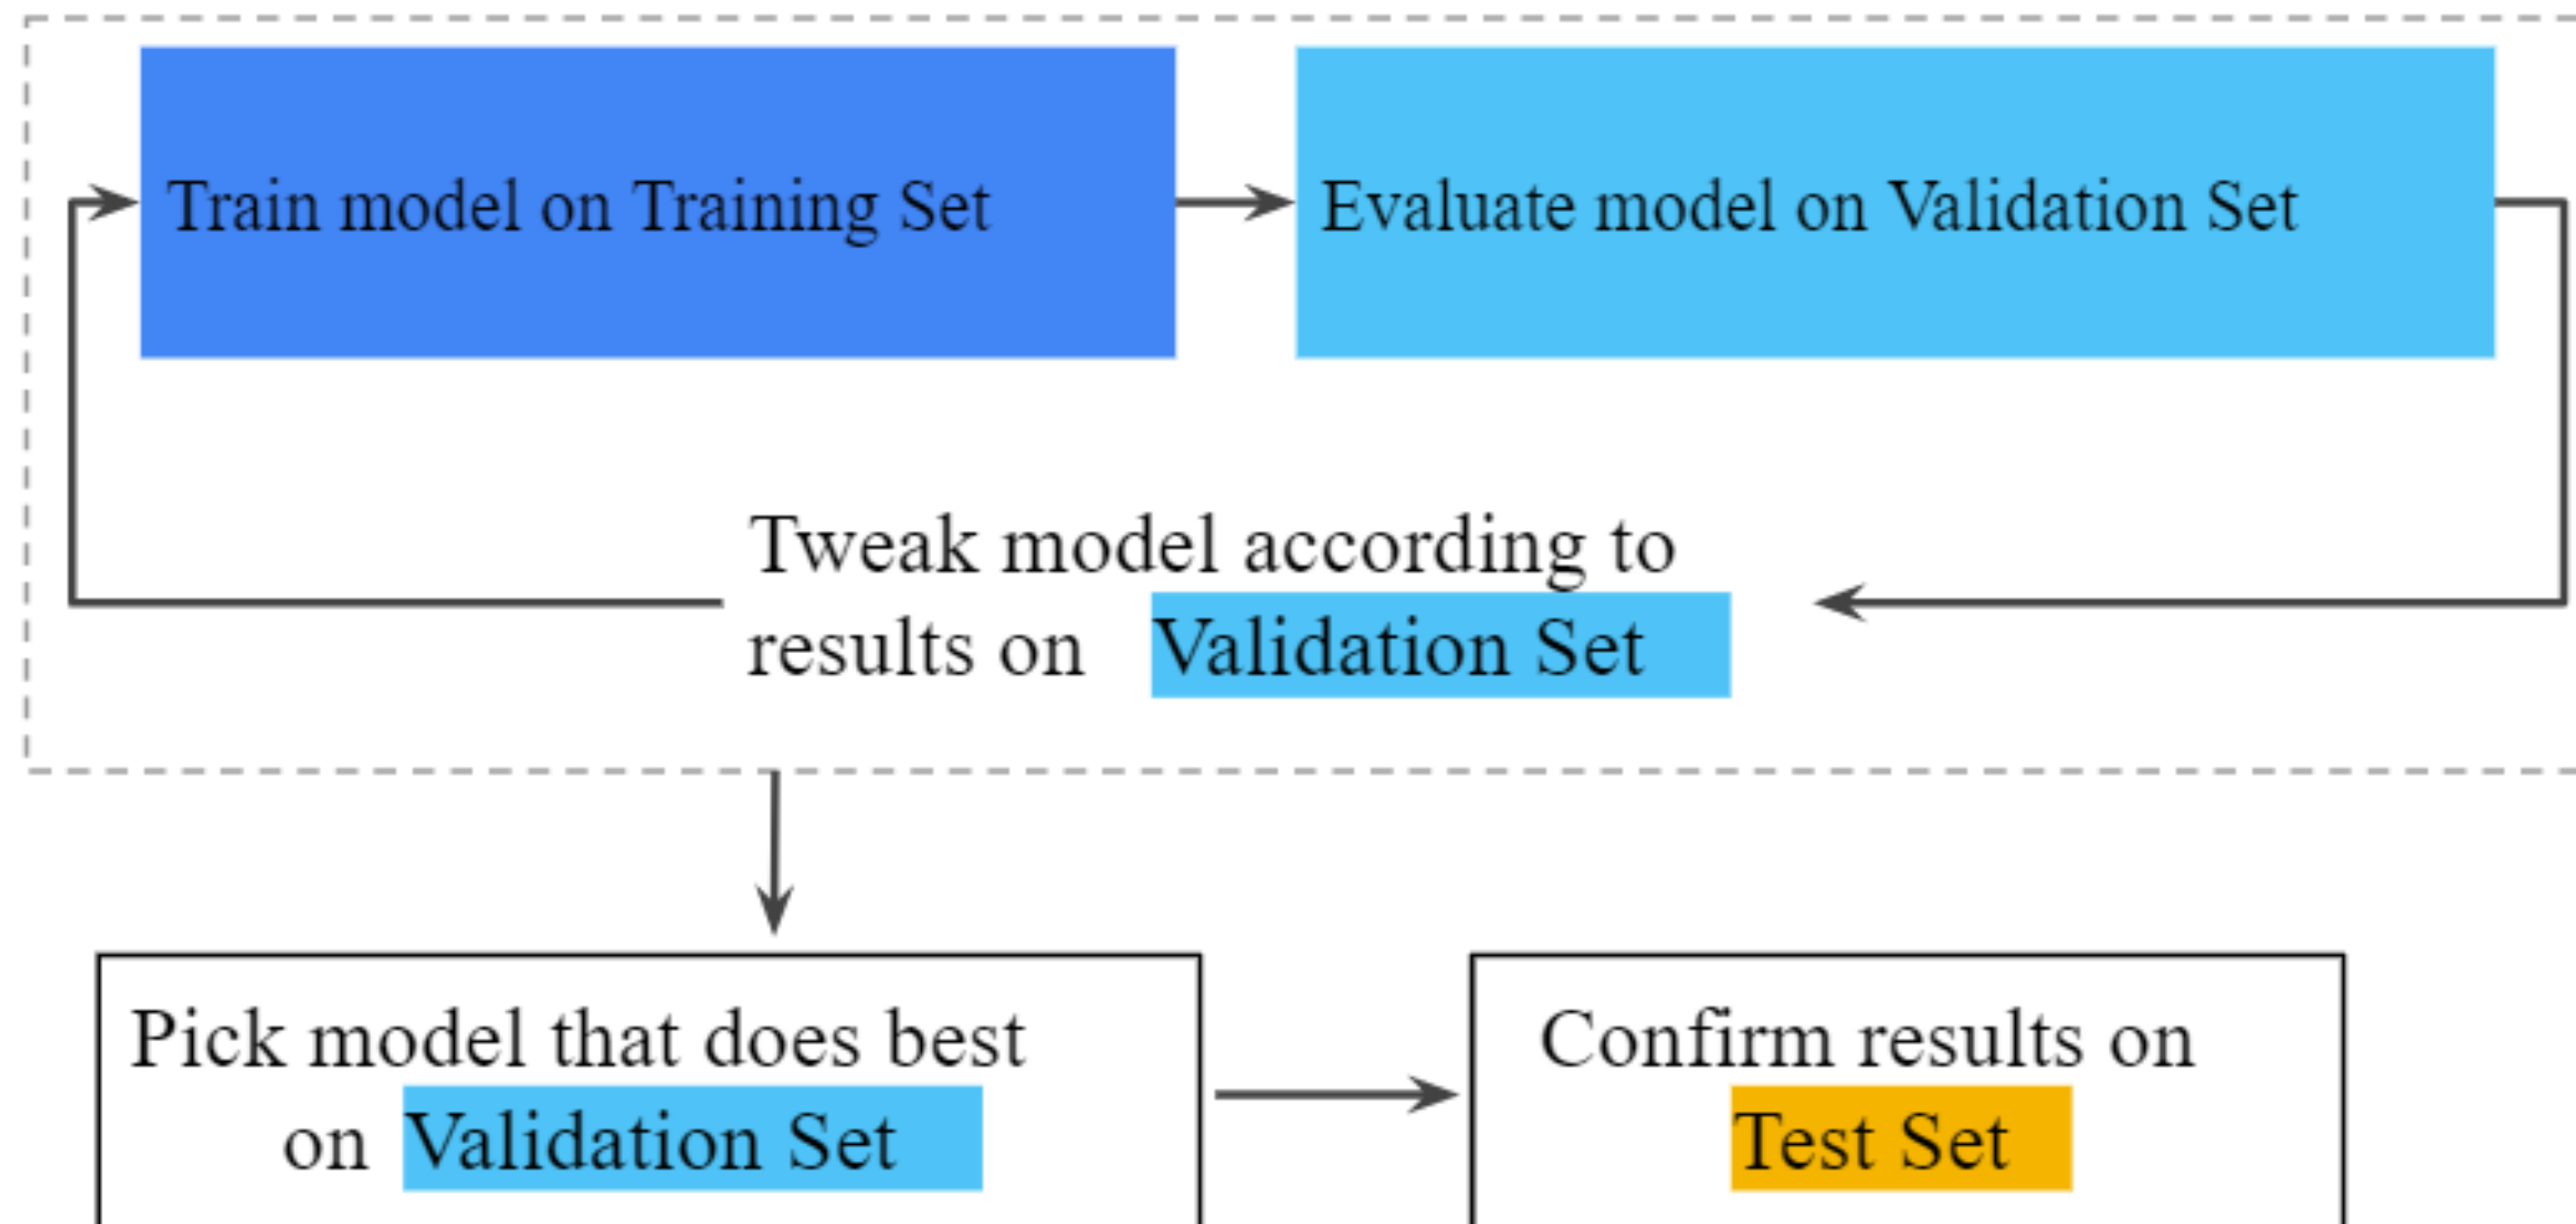 Train model on Training Set
Evaluate model on Validation Set
Tweak model according to
results on Validation Set
Pick model that does best
on Validation Set
Confirm results on
Test Set